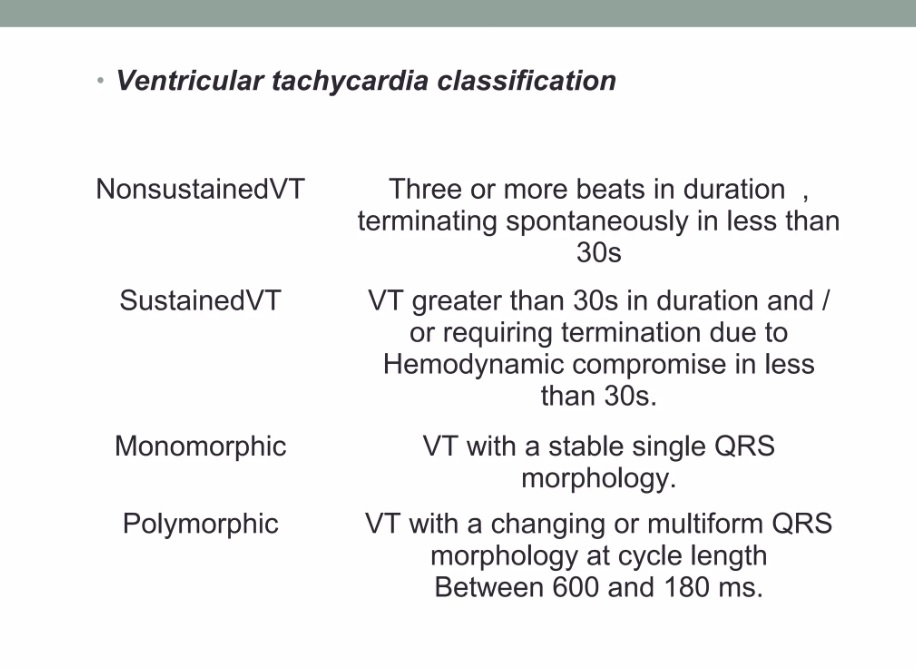 • Ventricular tachycardia classification
NonsustainedVT
Three or more beats in duration ,
terminating spontaneously in less than
30s
SustainedVT
VT greater than 30s in duration and /
or requiring termination due to
Hemodynamic compromise in less
than 30s.
Monomorphic
VT with a stable single QRS
morphology.
Polymorphic
VT with a changing or multiform QRS
morphology at cycle length
Between 600 and 180 ms.